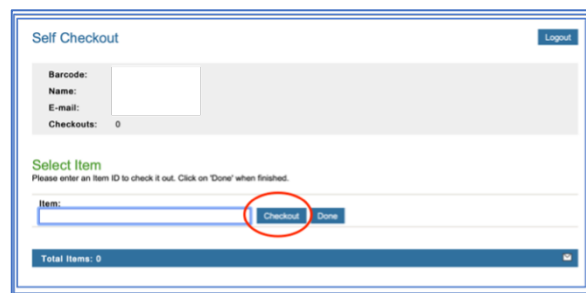 Self Checkout
Logout
Barcode:
Name:
E-mail:
Checkouts: 0
Select Item
Please enter an Item ID to check it out. Click on 'Done' when finished.
Item:
Checkout Done
Total Items: 0